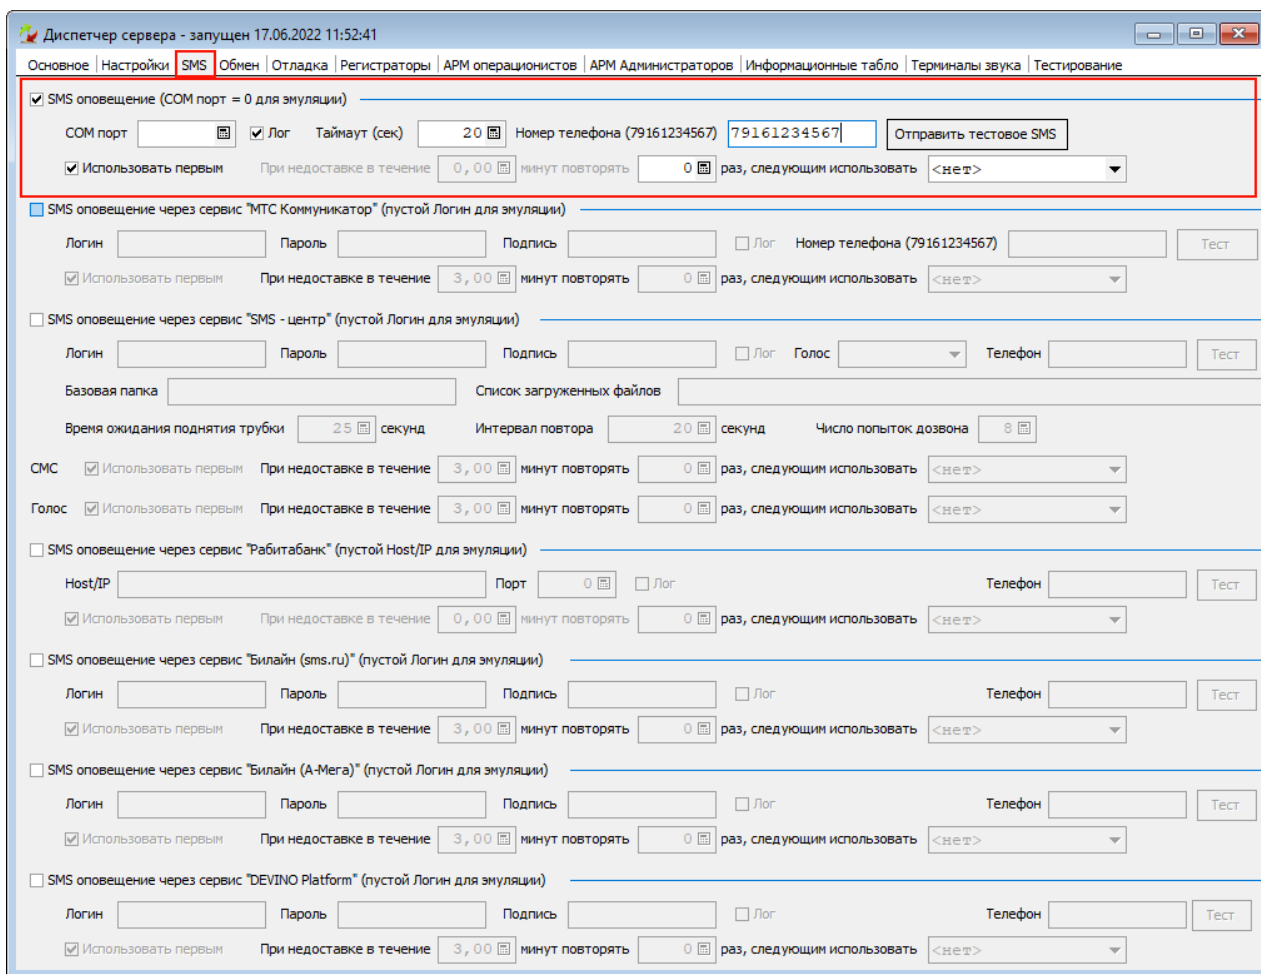 Диспетчер сервера - запущен 17.06.2022 11:52:41
Основное Настройки SMS Обмен Отладка Регистраторы АРМ операционистов АРМ Администраторов Информационные табло Терминалы звука Тестирование
SMS оповещение (COM порт = 0 для эмуляции)
COM порт Лог Таймаут (сек) 20 Номер телефона (79161234567) 79161234567 Отправить тестовое SMS
Использовать первым При недоставке в течение 0,00 минут повторять 0 раз, следующим использовать <нет>
SMS оповещение через сервис "МТС Коммуникатор" (пустой Логин для эмуляции)
Логин Пароль Подпись Лог Номер телефона (79161234567) Тест
Использовать первым При недоставке в течение 3,00 минут повторять 0 раз, следующим использовать <нет>
SMS оповещение через сервис "SMS - центр" (пустой Логин для эмуляции)
Логин Пароль Подпись Лог Голос Телефон Тест
Базовая папка Список загруженных файлов
Время ожидания поднятия трубки 25 секунд Интервал повтора 20 секунд Число попыток дозвона 8
СМС Использовать первым При недоставке в течение 3,00 минут повторять 0 раз, следующим использовать <нет>
Голос Использовать первым При недоставке в течение 3,00 минут повторять 0 раз, следующим использовать <нет>
SMS оповещение через сервис "Рабитабанк" (пустой Host/IP для эмуляции)
Host/IP Порт 0 Лог Телефон Тест
Использовать первым При недоставке в течение 0,00 минут повторять 0 раз, следующим использовать <нет>
SMS оповещение через сервис "Билайн (sms.ru)" (пустой Логин для эмуляции)
Логин Пароль Подпись Лог Телефон Тест
Использовать первым При недоставке в течение 3,00 минут повторять 0 раз, следующим использовать <нет>
SMS оповещение через сервис "Билайн (А-Мега)" (пустой Логин для эмуляции)
Логин Пароль Подпись Лог Телефон Тест
Использовать первым При недоставке в течение 3,00 минут повторять 0 раз, следующим использовать <нет>
SMS оповещение через сервис "DEVINO Platform" (пустой Логин для эмуляции)
Логин Пароль Подпись Лог Телефон Тест
Использовать первым При недоставке в течение 3,00 минут повторять 0 раз, следующим использовать <нет>